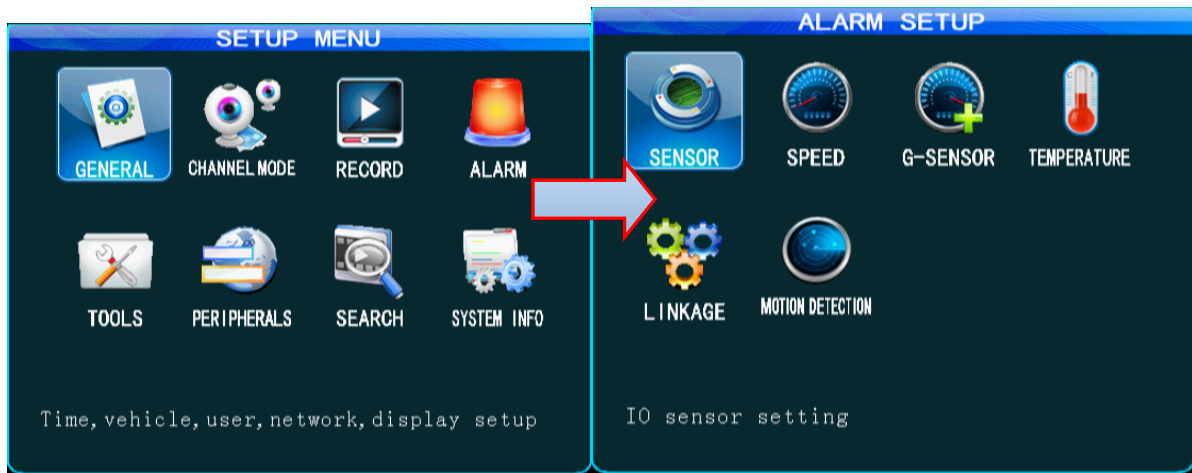 SETUP MENU
GENERAL CHANNEL MODE RECORD ALARM
TOOLS PERIPHERALS SEARCH SYSTEM INFO
Time,vehicle,user,network,display setup
ALARM SETUP
SENSOR SPEED G-SENSOR TEMPERATURE
LINKAGE MOTION DETECTION
IO sensor setting